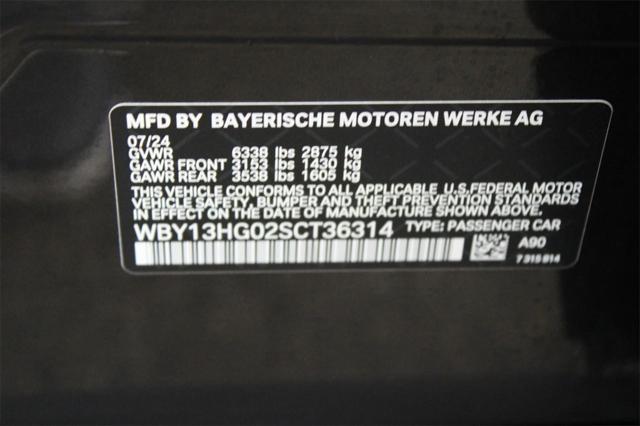 MFD BY BAYERISCHE MOTOREN WERKE AG
07/24
GVWR 6338 lbs 2875 kg
GAWR FRONT 3153 lbs 1430 kg
GAWR REAR 3538 lbs 1605 kg
THIS VEHICLE CONFORMS TO ALL APPLICABLE U.S.FEDERAL MOTOR
VEHICLE SAFETY, BUMPER AND THEFT PREVENTION STANDARDS
IN EFFECT ON THE DATE OF MANUFACTURE SHOWN ABOVE.
WBY13HG02SCT36314 TYPE: PASSENGER CAR
A90
7 315 814